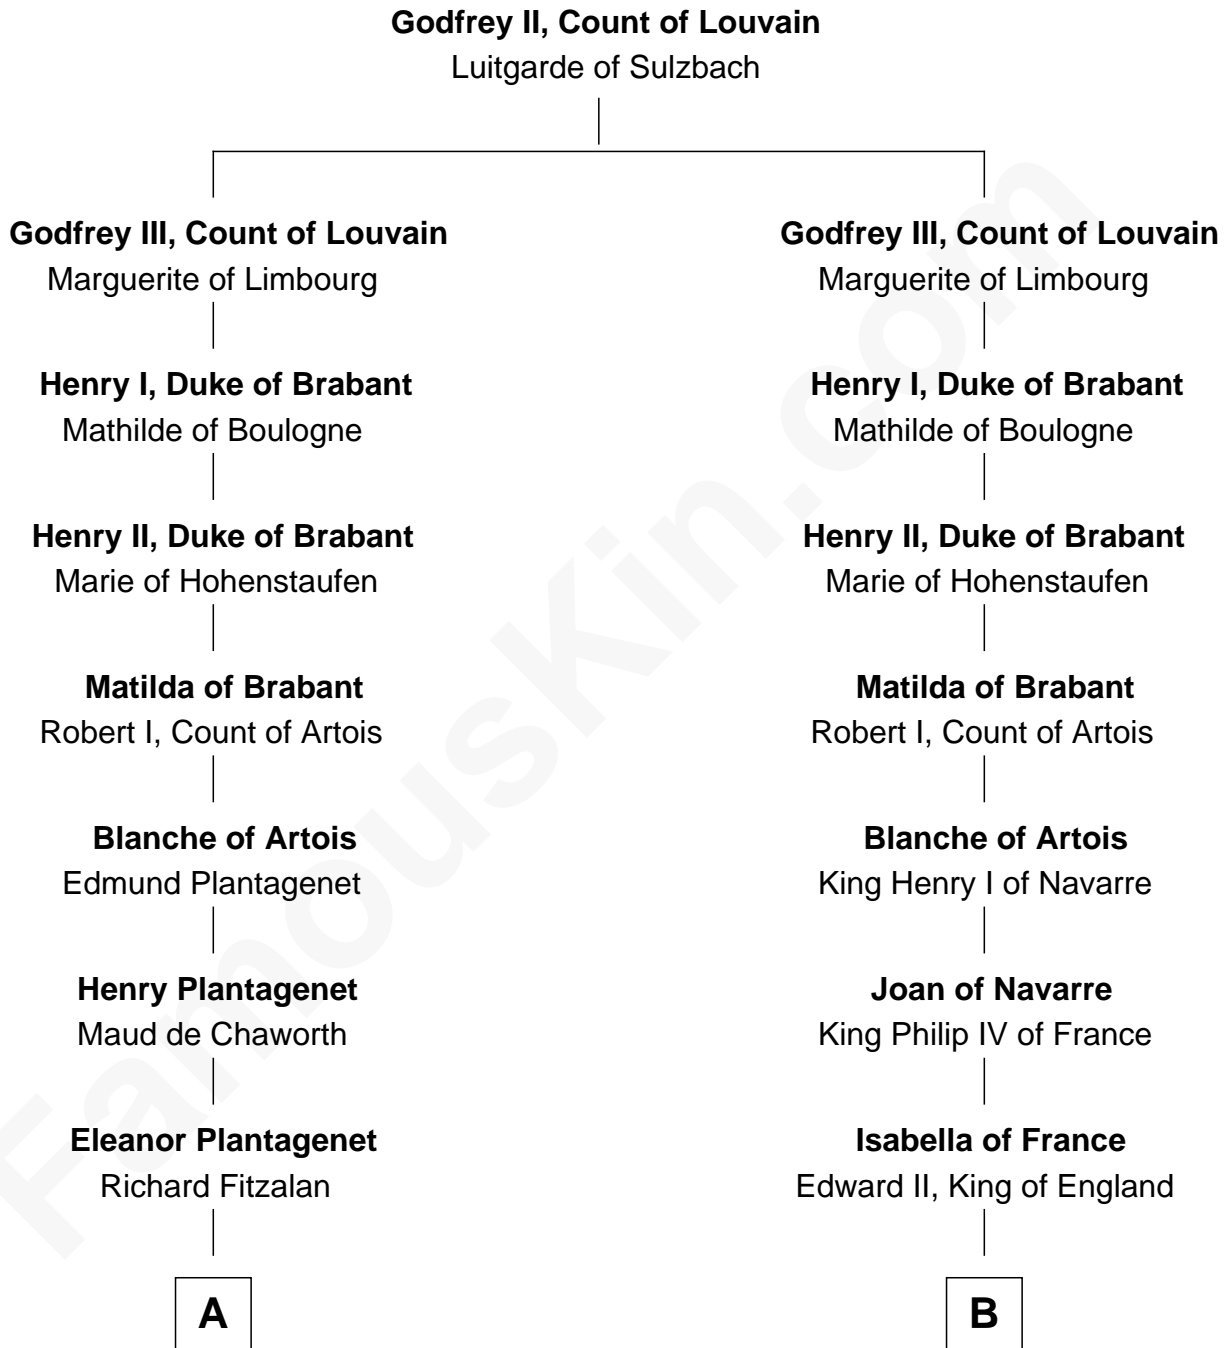 Godfrey II, Count of Louvain
Luitgarde of Sulzbach
Godfrey III, Count of Louvain
Marguerite of Limbourg
Henry I, Duke of Brabant
Mathilde of Boulogne
Henry II, Duke of Brabant
Marie of Hohenstaufen
Matilda of Brabant
Robert I, Count of Artois
Blanche of Artois
Edmund Plantagenet
Henry Plantagenet
Maud de Chaworth
Eleanor Plantagenet
Richard Fitzalan
A
Godfrey III, Count of Louvain
Marguerite of Limbourg
Henry I, Duke of Brabant
Mathilde of Boulogne
Henry II, Duke of Brabant
Marie of Hohenstaufen
Matilda of Brabant
Robert I, Count of Artois
Blanche of Artois
King Henry I of Navarre
Joan of Navarre
King Philip IV of France
Isabella of France
Edward II, King of England
B
FamousKin.com